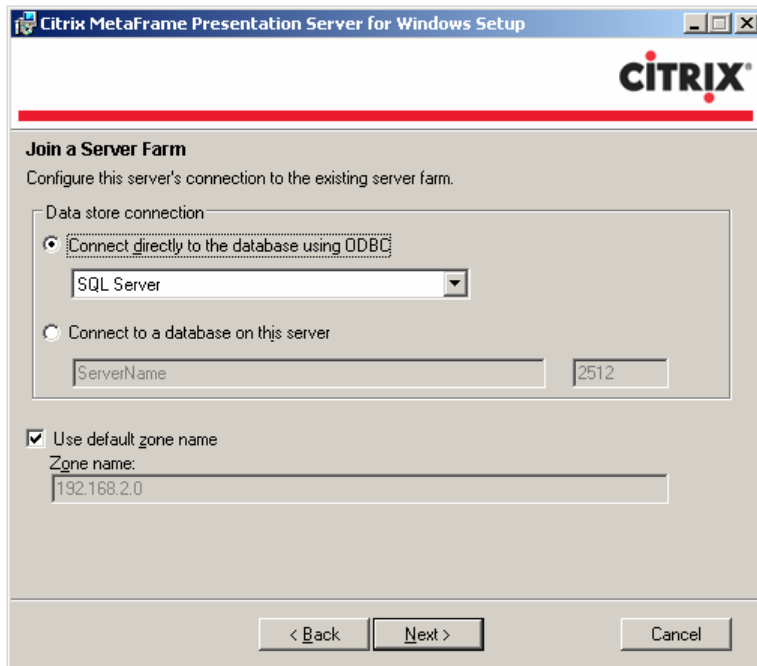 Citrix MetaFrame Presentation Server for Windows Setup
CITRIX®
Join a Server Farm
Configure this server's connection to the existing server farm.
Data store connection
Connect directly to the database using ODBC
SQL Server
Connect to a database on this server
ServerName 2512
Use default zone name
Zone name:
192.168.2.0
< Back Next > Cancel